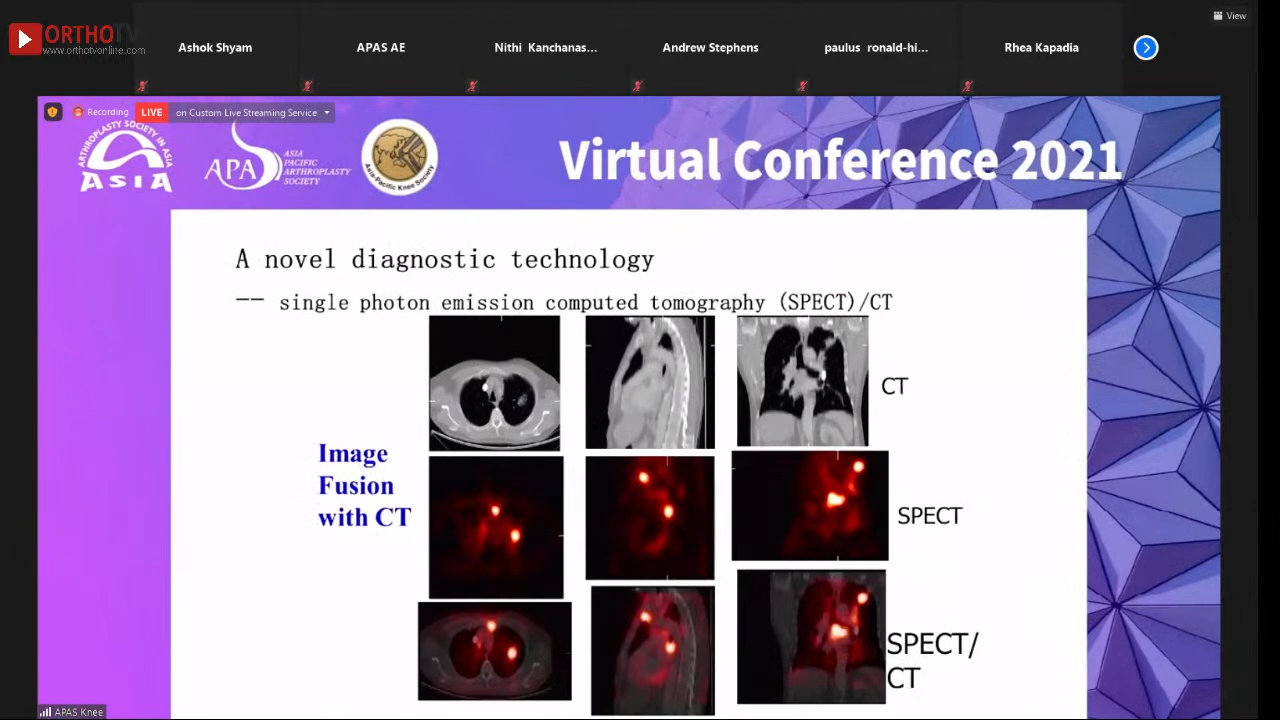 ORTHOTV
www.orthotvonline.com
Ashok Shyam
APAS AE
Nithi Kanchanas...
Andrew Stephens
paulus ronald-hi...
Rhea Kapadia
View
Recording
LIVE
on Custom Live Streaming Service
ARTHROPLASTY SOCIETY IN ASIA
ASIA
APAS
ASIA
PACIFIC
ARTHROPLASTY
SOCIETY
Asia-Pacific Knee Society
Virtual Conference 2021
A novel diagnostic technology
—— single photon emission computed tomography (SPECT)/CT
CT
Image
Fusion
with CT
SPECT
SPECT/
CT
APAS Knee